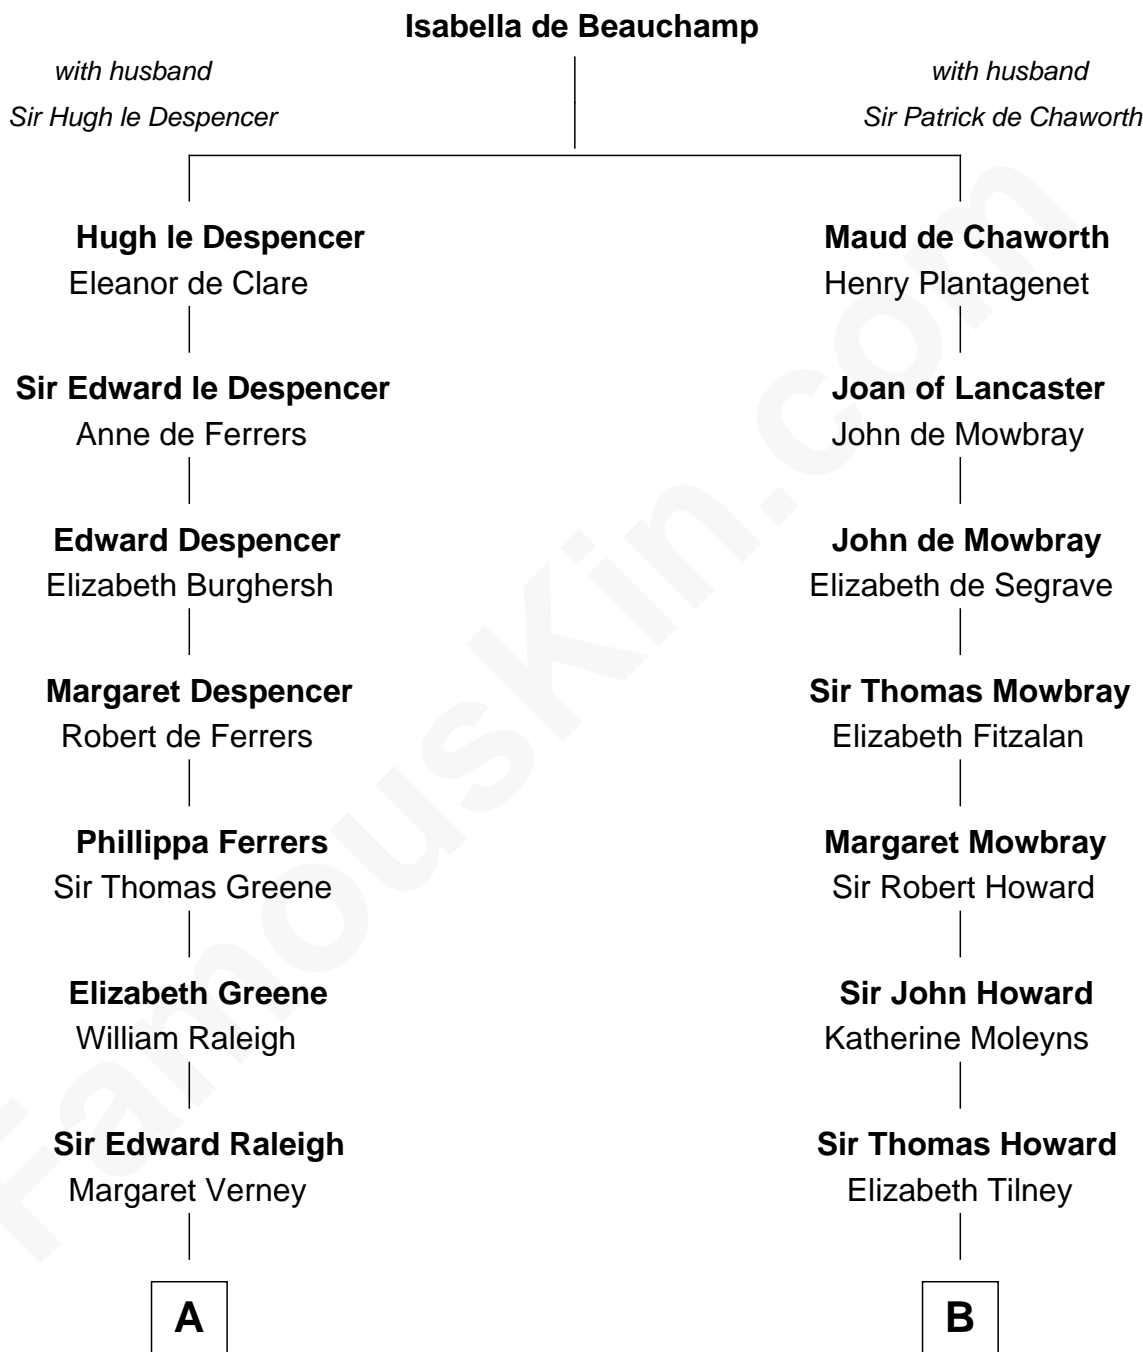 Isabella de Beauchamp
with husband
Sir Hugh le Despencer
with husband
Sir Patrick de Chaworth
Hugh le Despencer
Eleanor de Clare
Maud de Chaworth
Henry Plantagenet
Sir Edward le Despencer
Anne de Ferrers
Joan of Lancaster
John de Mowbray
Edward Despencer
Elizabeth Burghersh
John de Mowbray
Elizabeth de Segrave
Margaret Despencer
Robert de Ferrers
Sir Thomas Mowbray
Elizabeth Fitzalan
Phillippa Ferrers
Sir Thomas Greene
Margaret Mowbray
Sir Robert Howard
Elizabeth Greene
William Raleigh
Sir John Howard
Katherine Moleyns
Sir Edward Raleigh
Margaret Verney
Sir Thomas Howard
Elizabeth Tilney
A
B
FamousKin.com